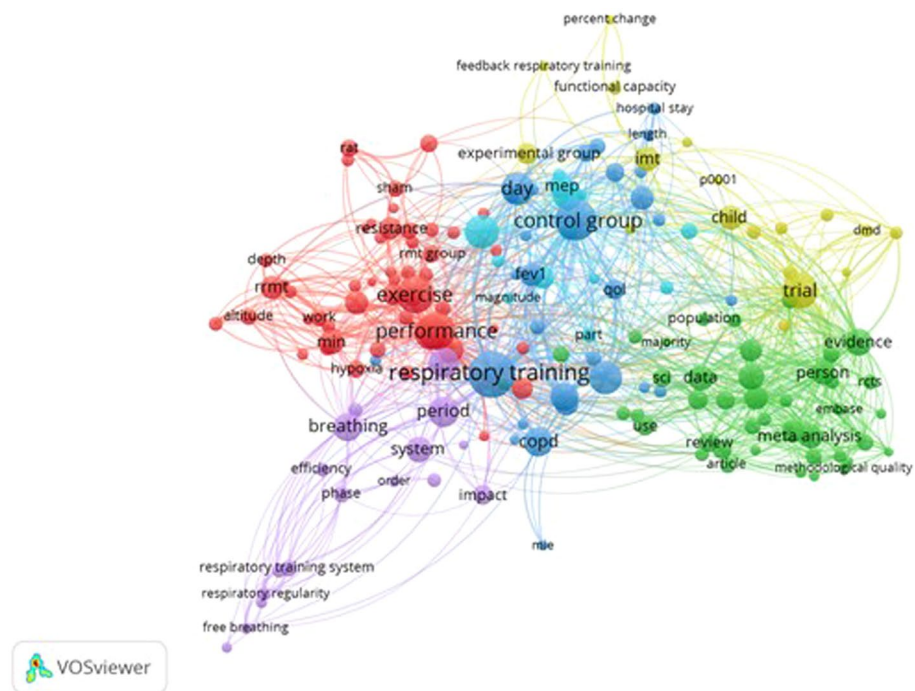 percent change
feedback respiratory training
functional capacity
hospital stay
length
rat
experimental group
imt
p0001
sham
day
mep
control group
child
resistance
dmd
rmt group
depth
fev1
rrmt
exercise
magnitude
qol
trial
altitude
work
performance
population
min
part
majority
evidence
hypoxia
respiratory training
sci
data
person
rcts
period
embase
breathing
use
system
copd
review
meta analysis
efficiency
article
methodological quality
order
phase
impact
mie
respiratory training system
respiratory regularity
free breathing
VOSviewer